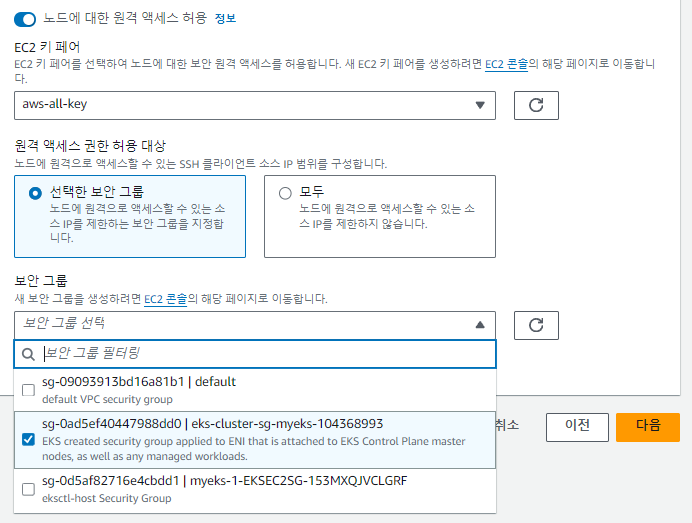 노드에 대한 원격 액세스 허용 정보
EC2 키 페어
EC2 키 페어를 선택하여 노드에 대한 보안 원격 액세스를 허용합니다. 새 EC2 키 페어를 생성하려면 EC2 콘솔의 해당 페이지로 이동합니
다.
aws-all-key
원격 액세스 권한 허용 대상
노드에 원격으로 액세스할 수 있는 SSH 클라이언트 소스 IP 범위를 구성합니다.
선택한 보안 그룹
노드에 원격으로 액세스할 수 있는 소
스 IP를 제한하는 보안 그룹을 지정합
니다.
모두
노드에 원격으로 액세스할 수 있는 소
스 IP를 제한하지 않습니다.
보안 그룹
새 보안 그룹을 생성하려면 EC2 콘솔의 해당 페이지로 이동합니다.
보안 그룹 선택
보안 그룹 필터링
sg-09093913bd16a81b1 | default
default VPC security group
sg-0ad5ef40447988dd0 | eks-cluster-sg-myeks-104368993
EKS created security group applied to ENI that is attached to EKS Control Plane master
nodes, as well as any managed workloads.
sg-0d5af82716e4cbdd1 | myeks-1-EKSEC2SG-153MXQJVCLGRF
eksctl-host Security Group
취소
이전
다음